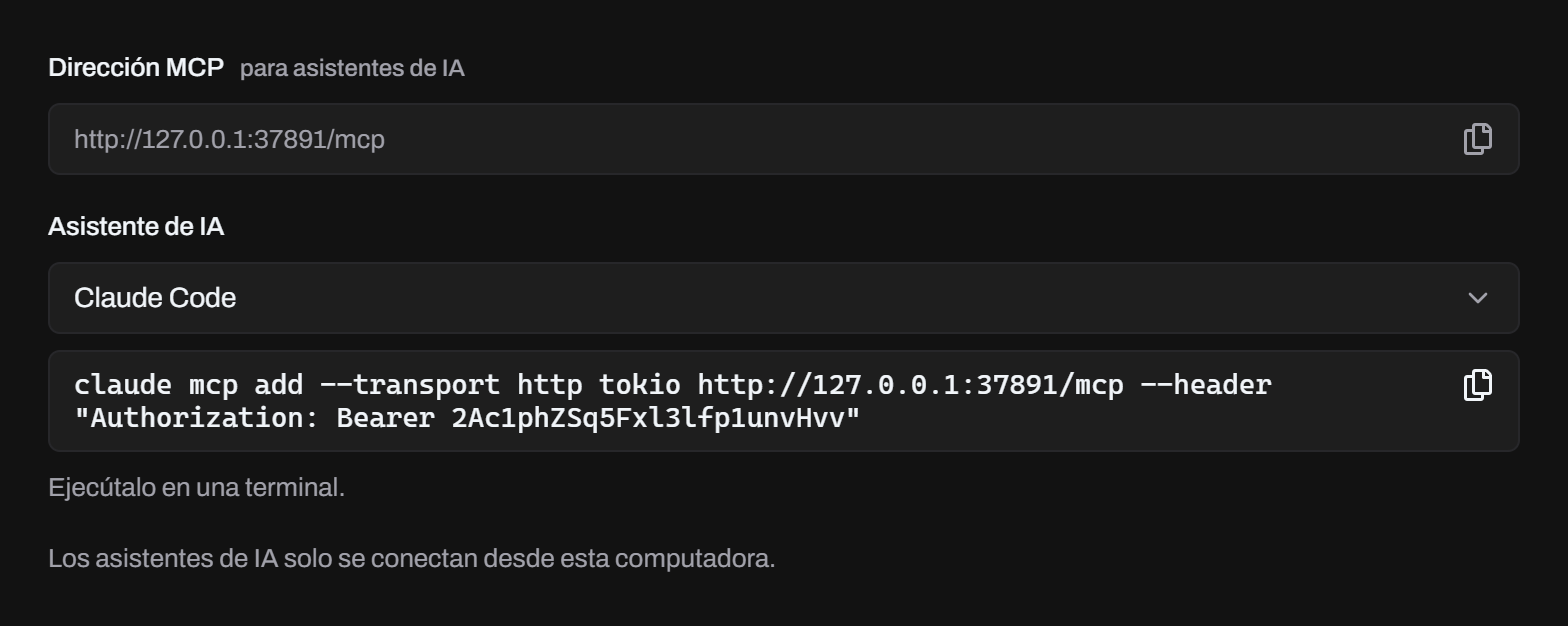 Dirección MCP para asistentes de IA
http://127.0.0.1:37891/mcp
Asistente de IA
Claude Code
claude mcp add --transport http tokio http://127.0.0.1:37891/mcp --header
"Authorization: Bearer 2Ac1phZSq5Fxl3lfp1unvHvv"
Ejecútalo en una terminal.
Los asistentes de IA solo se conectan desde esta computadora.